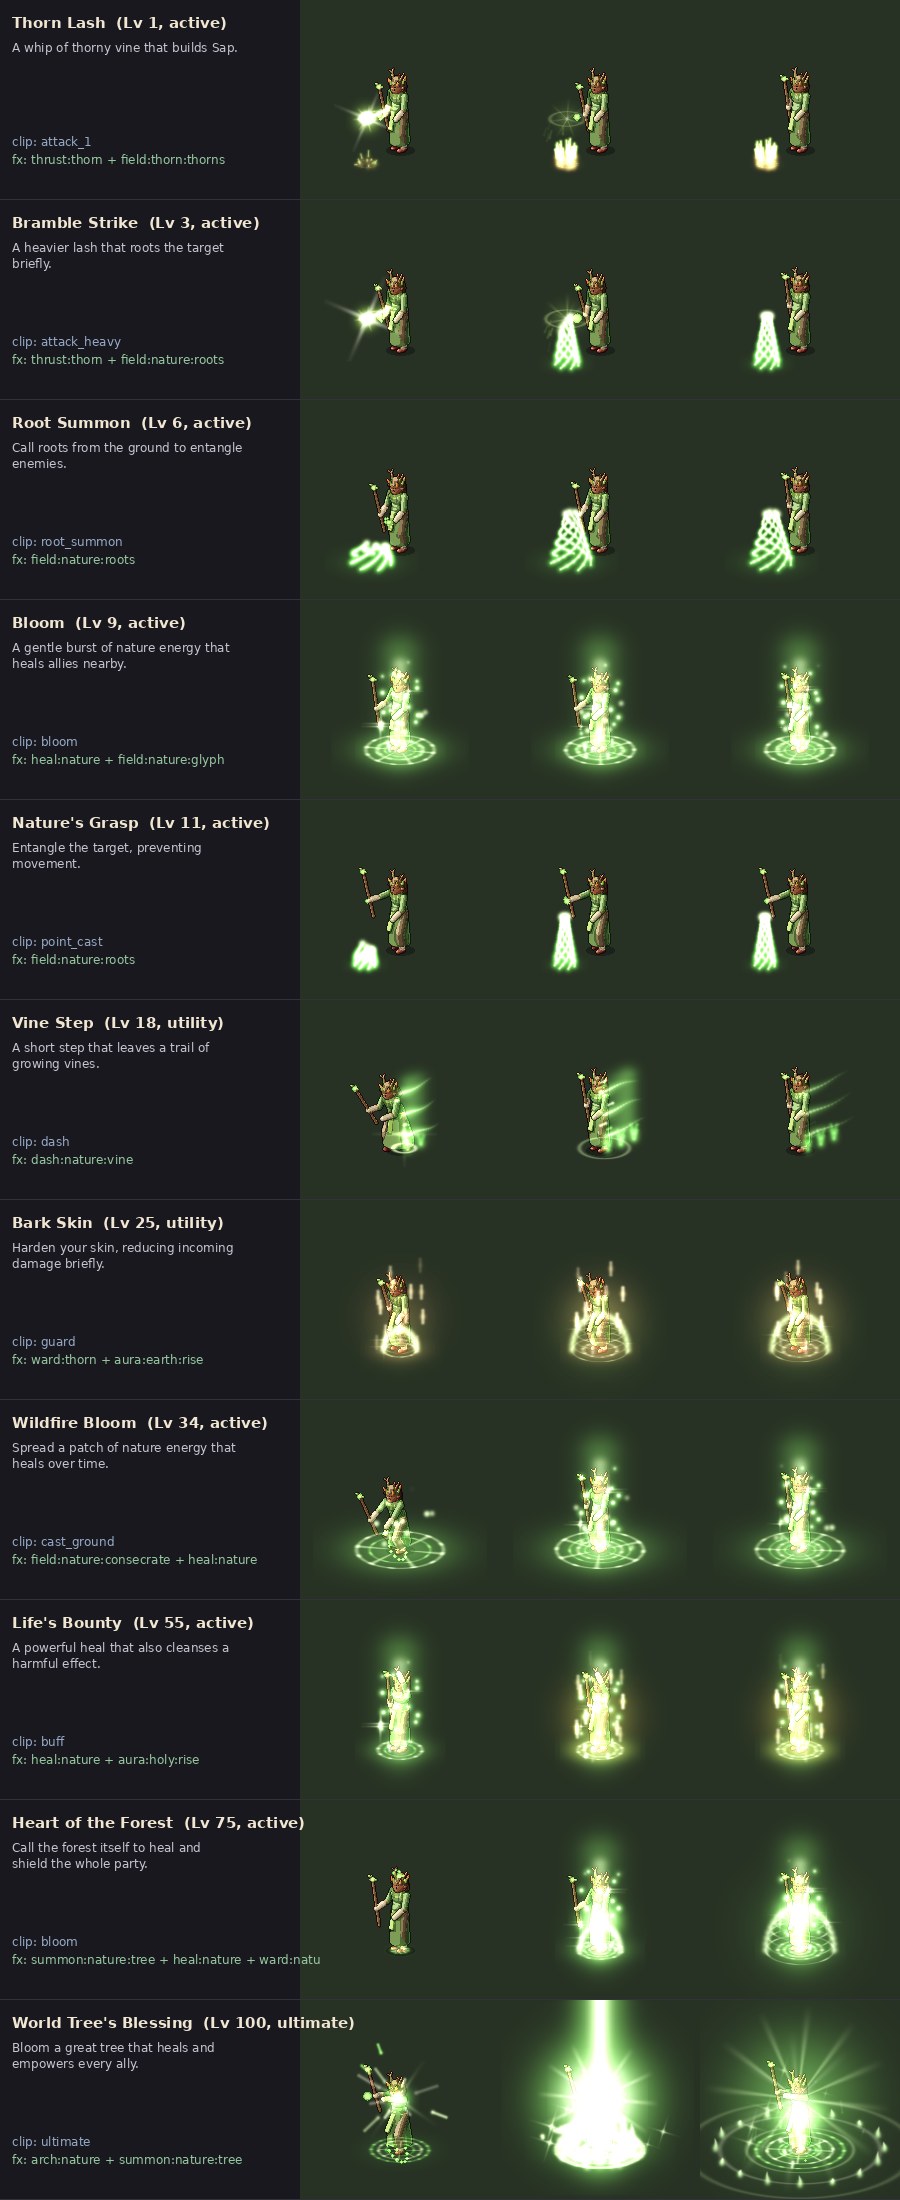 Thorn Lash  (Lv 1, active)
A whip of thorny vine that builds Sap.
clip: attack_1
fx: thrust:thorn + field:thorn:thorns
Bramble Strike  (Lv 3, active)
A heavier lash that roots the target
briefly.
clip: attack_heavy
fx: thrust:thorn + field:nature:roots
Root Summon  (Lv 6, active)
Call roots from the ground to entangle
enemies.
clip: root_summon
fx: field:nature:roots
Bloom  (Lv 9, active)
A gentle burst of nature energy that
heals allies nearby.
clip: bloom
fx: heal:nature + field:nature:glyph
Nature's Grasp  (Lv 11, active)
Entangle the target, preventing
movement.
clip: point_cast
fx: field:nature:roots
Vine Step  (Lv 18, utility)
A short step that leaves a trail of
growing vines.
clip: dash
fx: dash:nature:vine
Bark Skin  (Lv 25, utility)
Harden your skin, reducing incoming
damage briefly.
clip: guard
fx: ward:thorn + aura:earth:rise
Wildfire Bloom  (Lv 34, active)
Spread a patch of nature energy that
heals over time.
clip: cast_ground
fx: field:nature:consecrate + heal:nature
Life's Bounty  (Lv 55, active)
A powerful heal that also cleanses a
harmful effect.
clip: buff
fx: heal:nature + aura:holy:rise
Heart of the Forest  (Lv 75, active)
Call the forest itself to heal and
shield the whole party.
clip: bloom
fx: summon:nature:tree + heal:nature + ward:natu
World Tree's Blessing  (Lv 100, ultimate)
Bloom a great tree that heals and
empowers every ally.
clip: ultimate
fx: arch:nature + summon:nature:tree